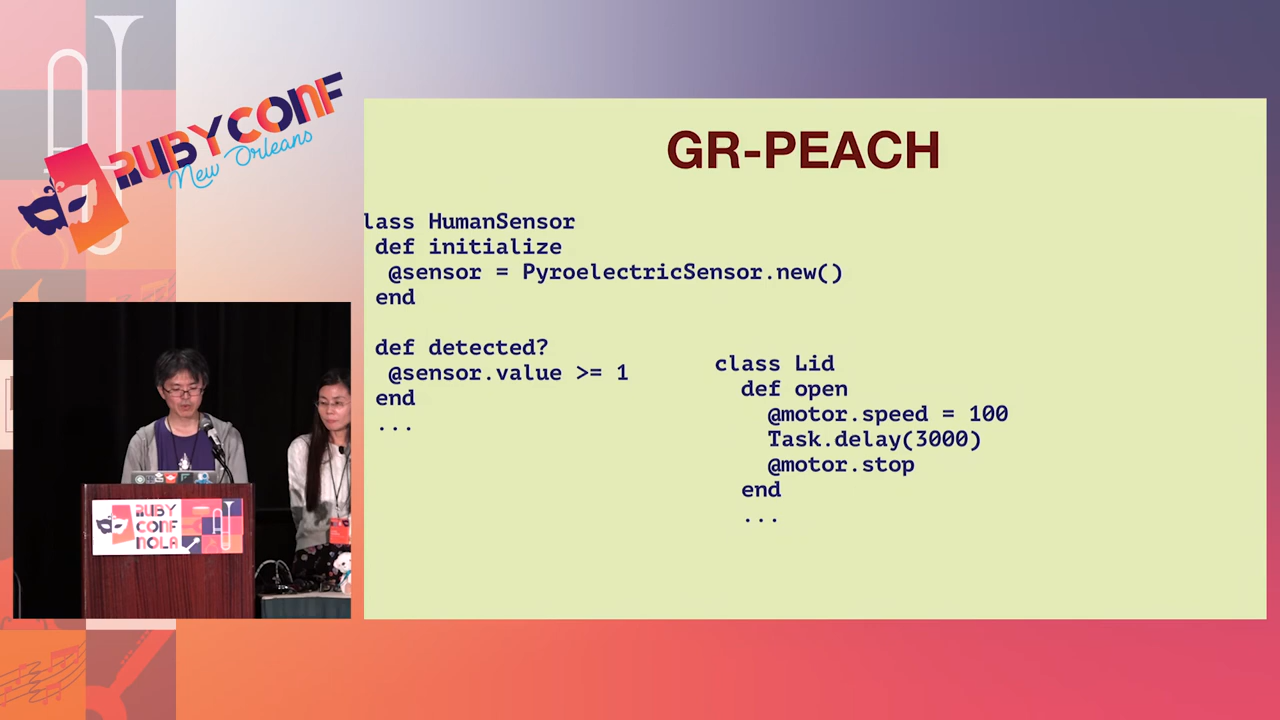 RUBYCONF
New Orleans
GR-PEACH
lass HumanSensor
def initialize
@sensor = PyroelectricSensor.new()
end
def detected?
@sensor.value >= 1
end
...
class Lid
def open
@motor.speed = 100
Task.delay(3000)
@motor.stop
end
...
RUBY
CONF
NOLA